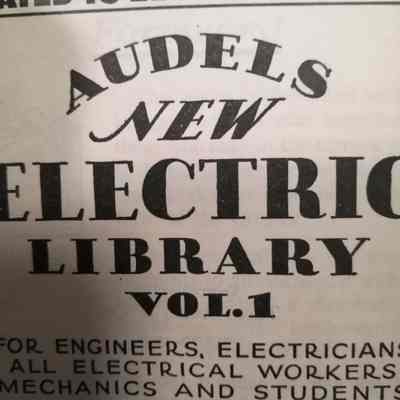 AUDELS
NEW
ELECTRIC
LIBRARY
VOL.1
FOR ENGINEERS, ELECTRICIANS
ALL ELECTRICAL WORKERS
MECHANICS AND STUDENTS